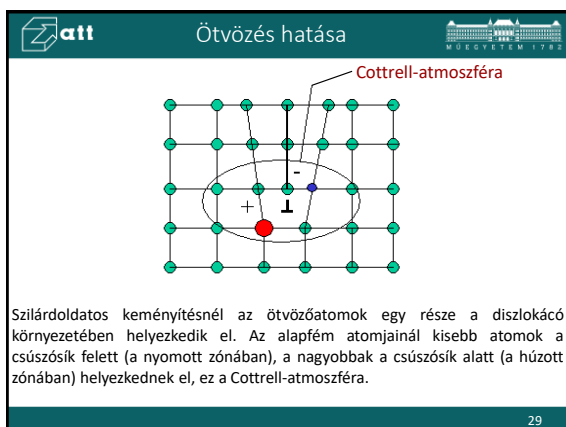 att
Ötvözés hatása
MŰEGYETEM 1782
Cottrell-atmoszféra
-
+
Szilárdoldatos keményítésnél az ötvözőatomok egy része a diszlokácó
környezetében helyezkedik el. Az alapfém atomjainál kisebb atomok a
csúszósík felett (a nyomott zónában), a nagyobbak a csúszósík alatt (a húzott
zónában) helyezkednek el, ez a Cottrell-atmoszféra.
29